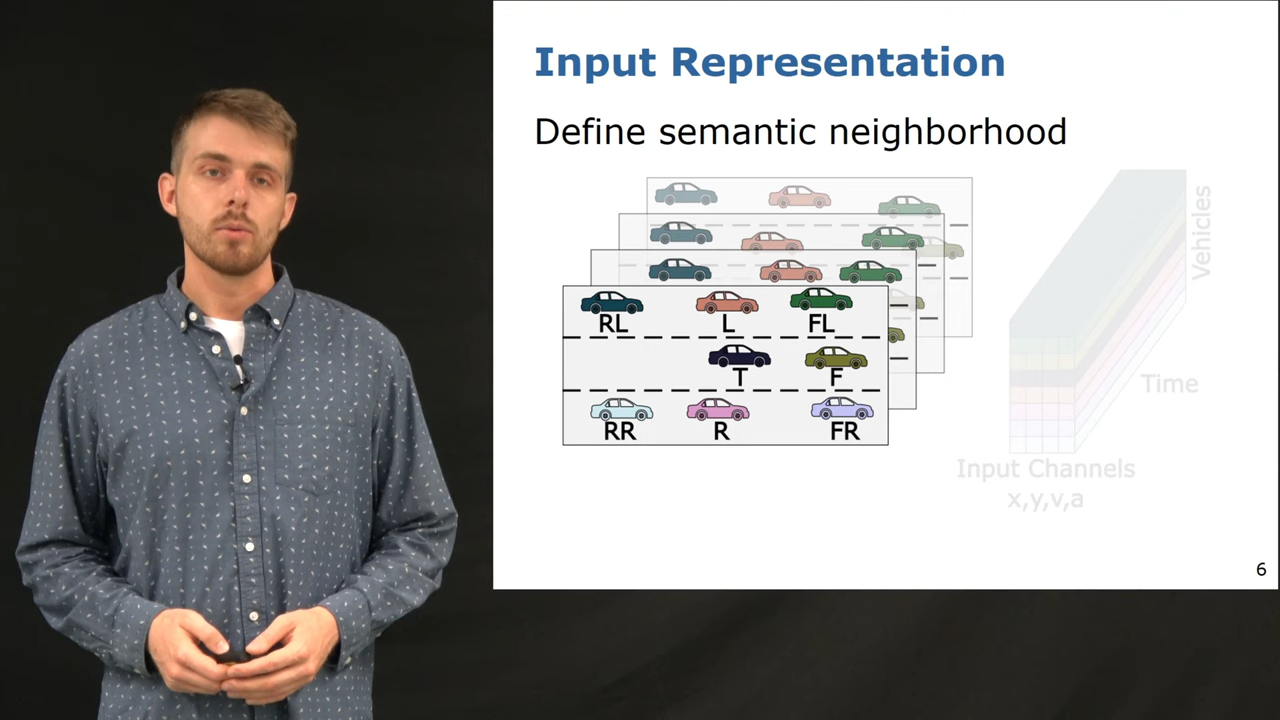 Input Representation
Define semantic neighborhood
RL L FL
T F
RR R FR
Vehicles
Time
Input Channels
x,y,v,a
6